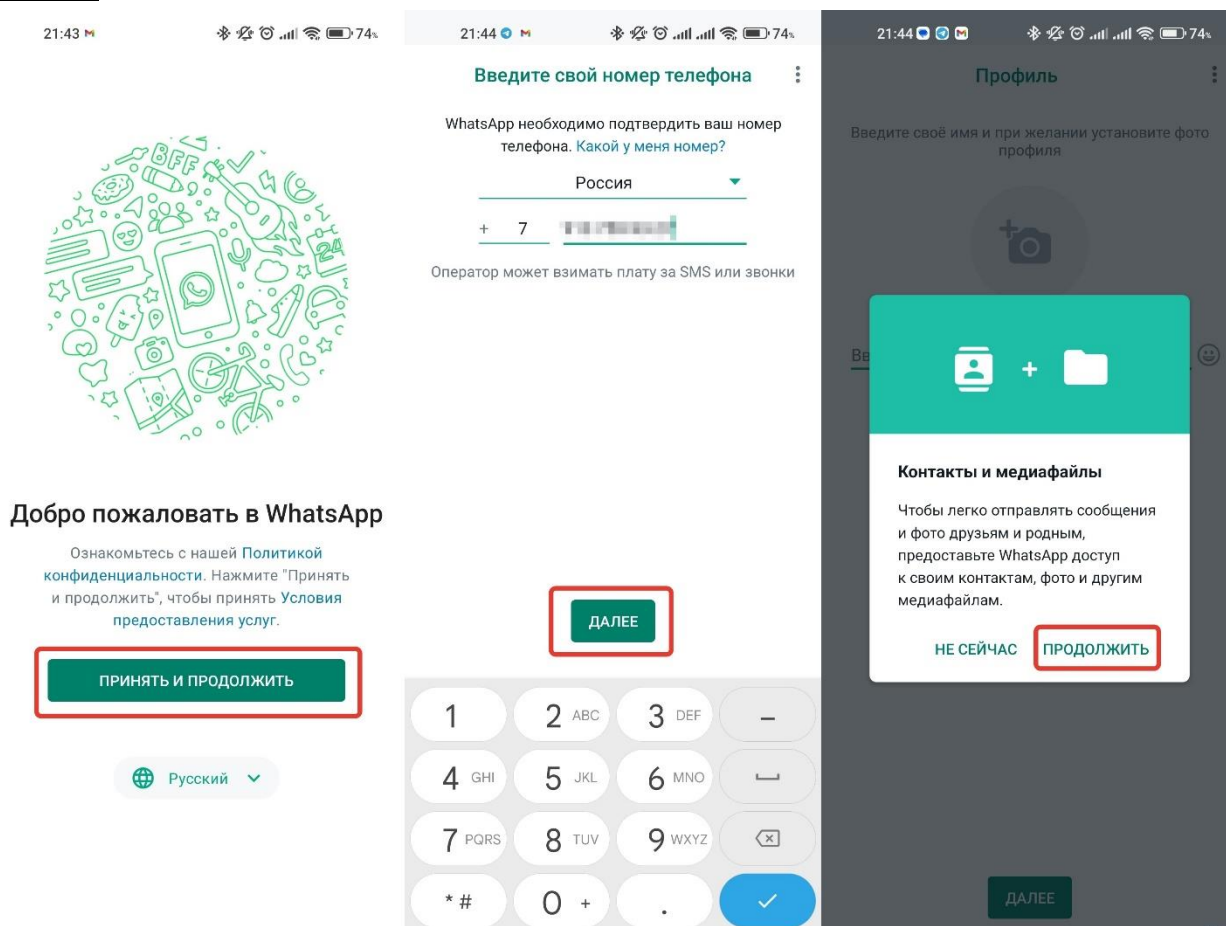 21:43
74%
BFF
24
Добро пожаловать в WhatsApp
Ознакомьтесь с нашей Политикой
конфиденциальности. Нажмите "Принять
и продолжить", чтобы принять Условия
предоставления услуг.
ПРИНЯТЬ И ПРОДОЛЖИТЬ
Русский
21:44
74%
Введите свой номер телефона
WhatsApp необходимо подтвердить ваш номер
телефона. Какой у меня номер?
Россия
+ 7
Оператор может взимать плату за SMS или звонки
ДАЛЕЕ
1 2 ABC 3 DEF –
4 GHI 5 JKL 6 MNO
7 PQRS 8 TUV 9 WXYZ
* # 0 + .
21:44
74%
Профиль
Введите своё имя и при желании установите фото
профиля
Вв
Контакты и медиафайлы
Чтобы легко отправлять сообщения
и фото друзьям и родным,
предоставьте WhatsApp доступ
к своим контактам, фото и другим
медиафайлам.
НЕ СЕЙЧАС ПРОДОЛЖИТЬ
ДАЛЕЕ